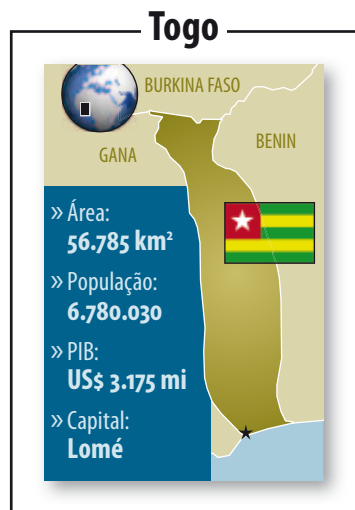 Togo
BURKINA FASO
GANA
BENIN
» Área:
56.785 km²
» População:
6.780.030
» PIB:
US$ 3.175 mi
» Capital:
Lomé